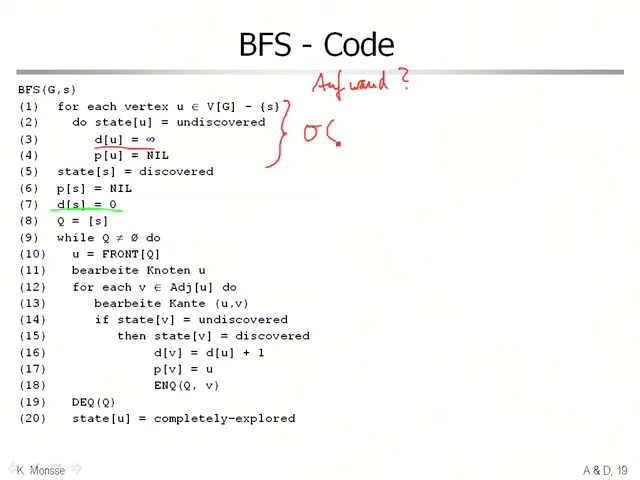 BFS - Code
Aufwand?
BFS(G,s)
(1) for each vertex u ∈ V[G] - {s}
(2) do state[u] = undiscovered
(3) d[u] = ∞
(4) p[u] = NIL
O(
(5) state[s] = discovered
(6) p[s] = NIL
(7) d[s] = 0
(8) Q = [s]
(9) while Q ≠ ∅ do
(10) u = FRONT[Q]
(11) bearbeite Knoten u
(12) for each v ∈ Adj[u] do
(13) bearbeite Kante (u,v)
(14) if state[v] = undiscovered
(15) then state[v] = discovered
(16) d[v] = d[u] + 1
(17) p[v] = u
(18) ENQ(Q, v)
(19) DEQ(Q)
(20) state[u] = completely-explored
K. Morisse
A & D, 19